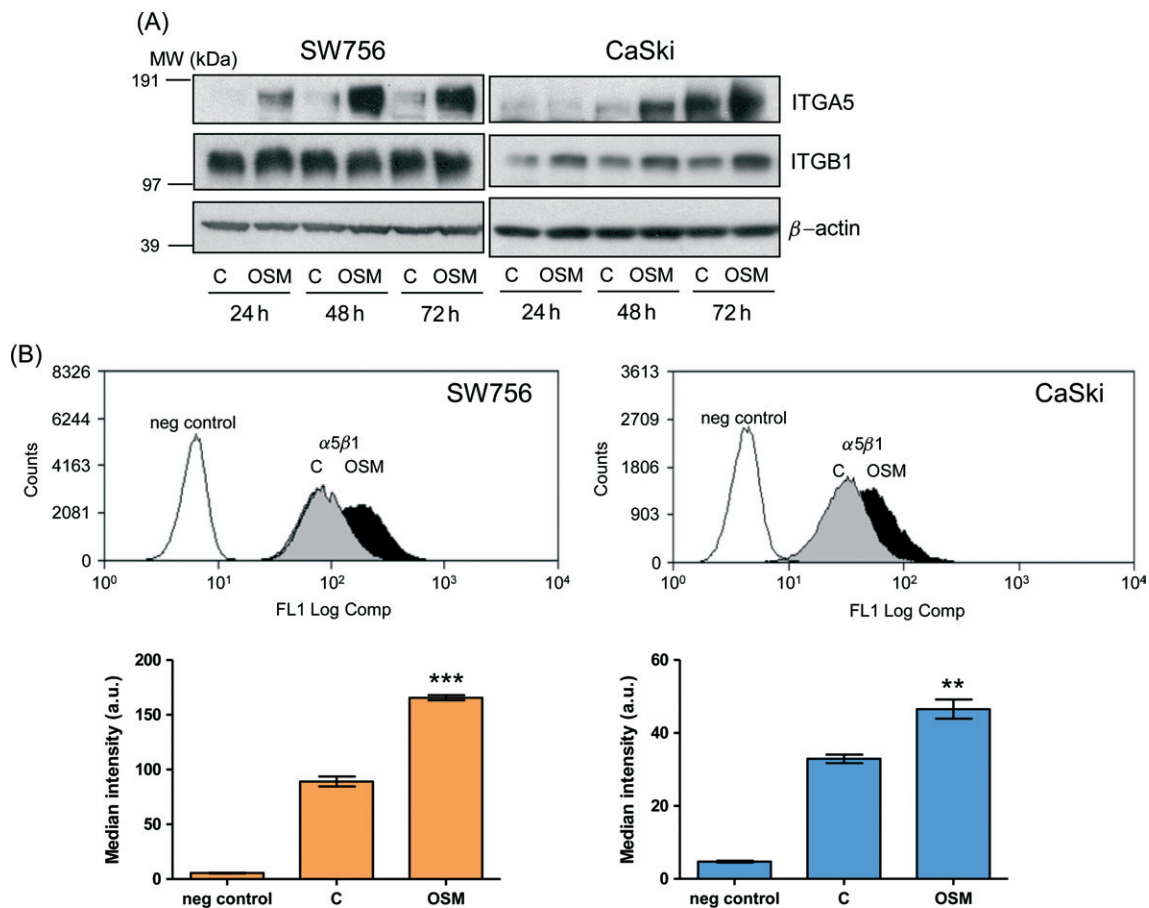 (A)
SW756 CaSki
MW (kDa)
191
ITGA5
ITGB1
97
β–actin
39
C OSM C OSM C OSM C OSM C OSM C OSM
24 h 48 h 72 h 24 h 48 h 72 h
(B)
8326
6244
4163
2081
0
Counts
SW756
neg control
α5β1
C OSM
10⁰ 10¹ 10² 10³ 10⁴
FL1 Log Comp
3613
2709
1806
903
0
Counts
CaSki
neg control
α5β1
C OSM
10⁰ 10¹ 10² 10³ 10⁴
FL1 Log Comp
200
150
100
50
0
Median intensity (a.u.)
***
neg control C OSM
60
40
20
0
Median intensity (a.u.)
**
neg control C OSM